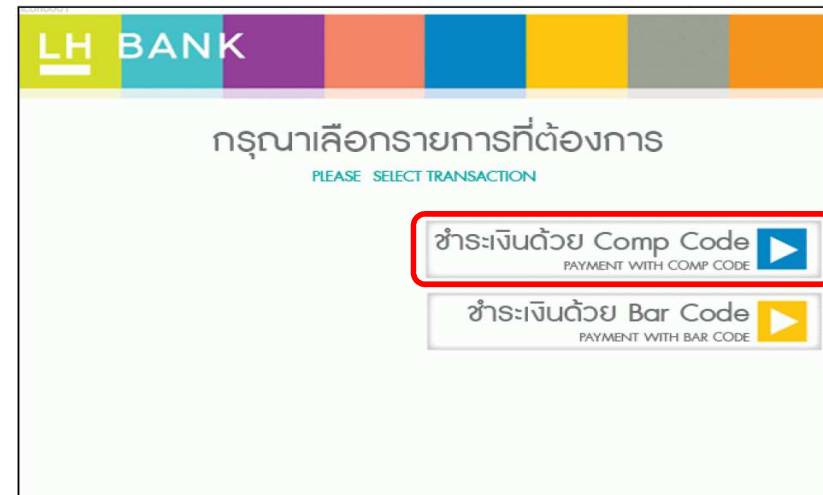 LH BANK
กรุณาเลือกรายการที่ต้องการ
PLEASE SELECT TRANSACTION
ชำระเงินด้วย Comp Code
PAYMENT WITH COMP CODE
ชำระเงินด้วย Bar Code
PAYMENT WITH BAR CODE